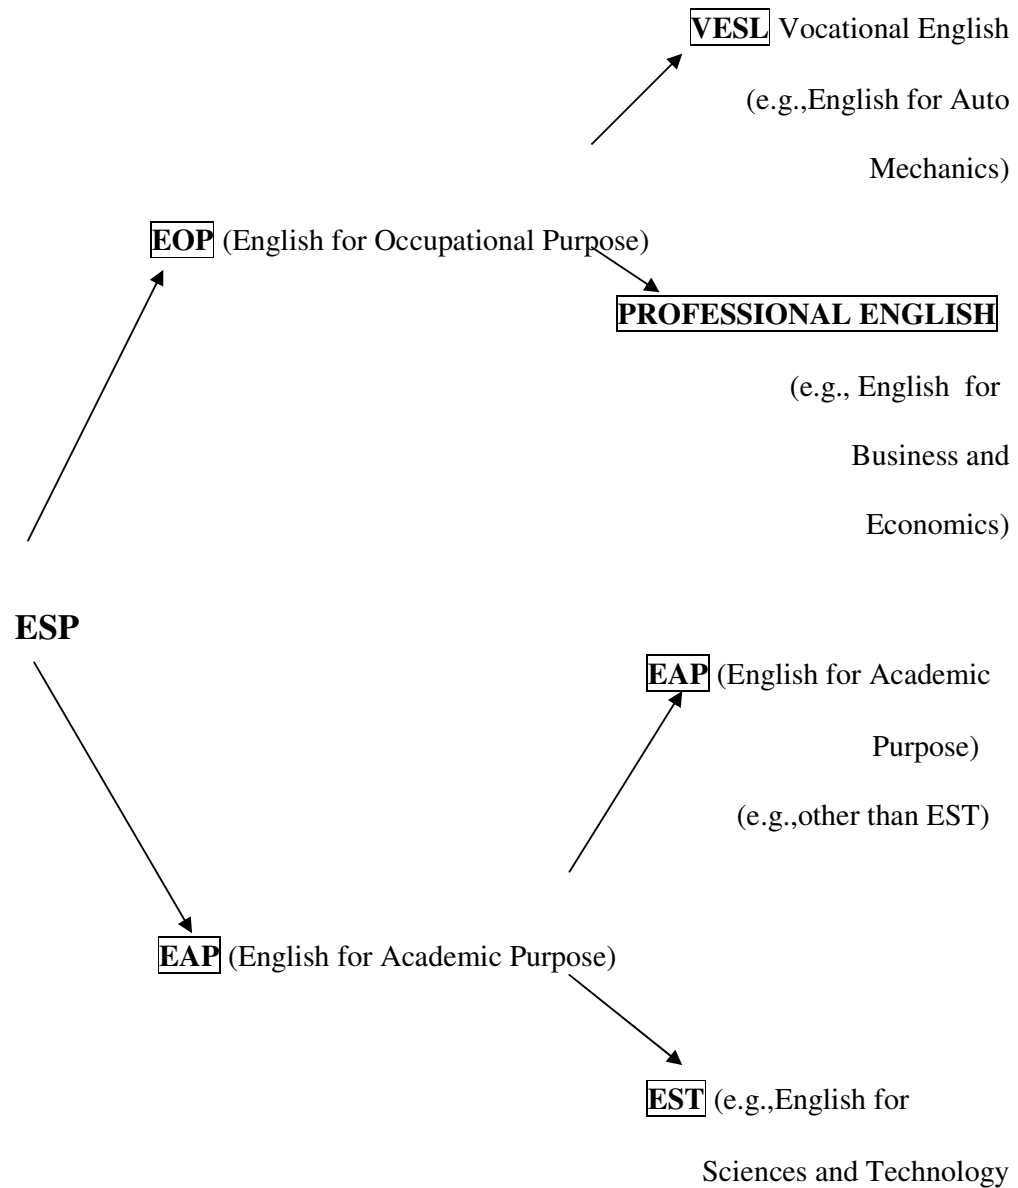 VESL Vocational English
(e.g.,English for Auto
Mechanics)
EOP (English for Occupational Purpose)
PROFESSIONAL ENGLISH
(e.g., English for
Business and
Economics)
ESP
EAP (English for Academic
Purpose)
(e.g.,other than EST)
EAP (English for Academic Purpose)
EST (e.g.,English for
Sciences and Technology